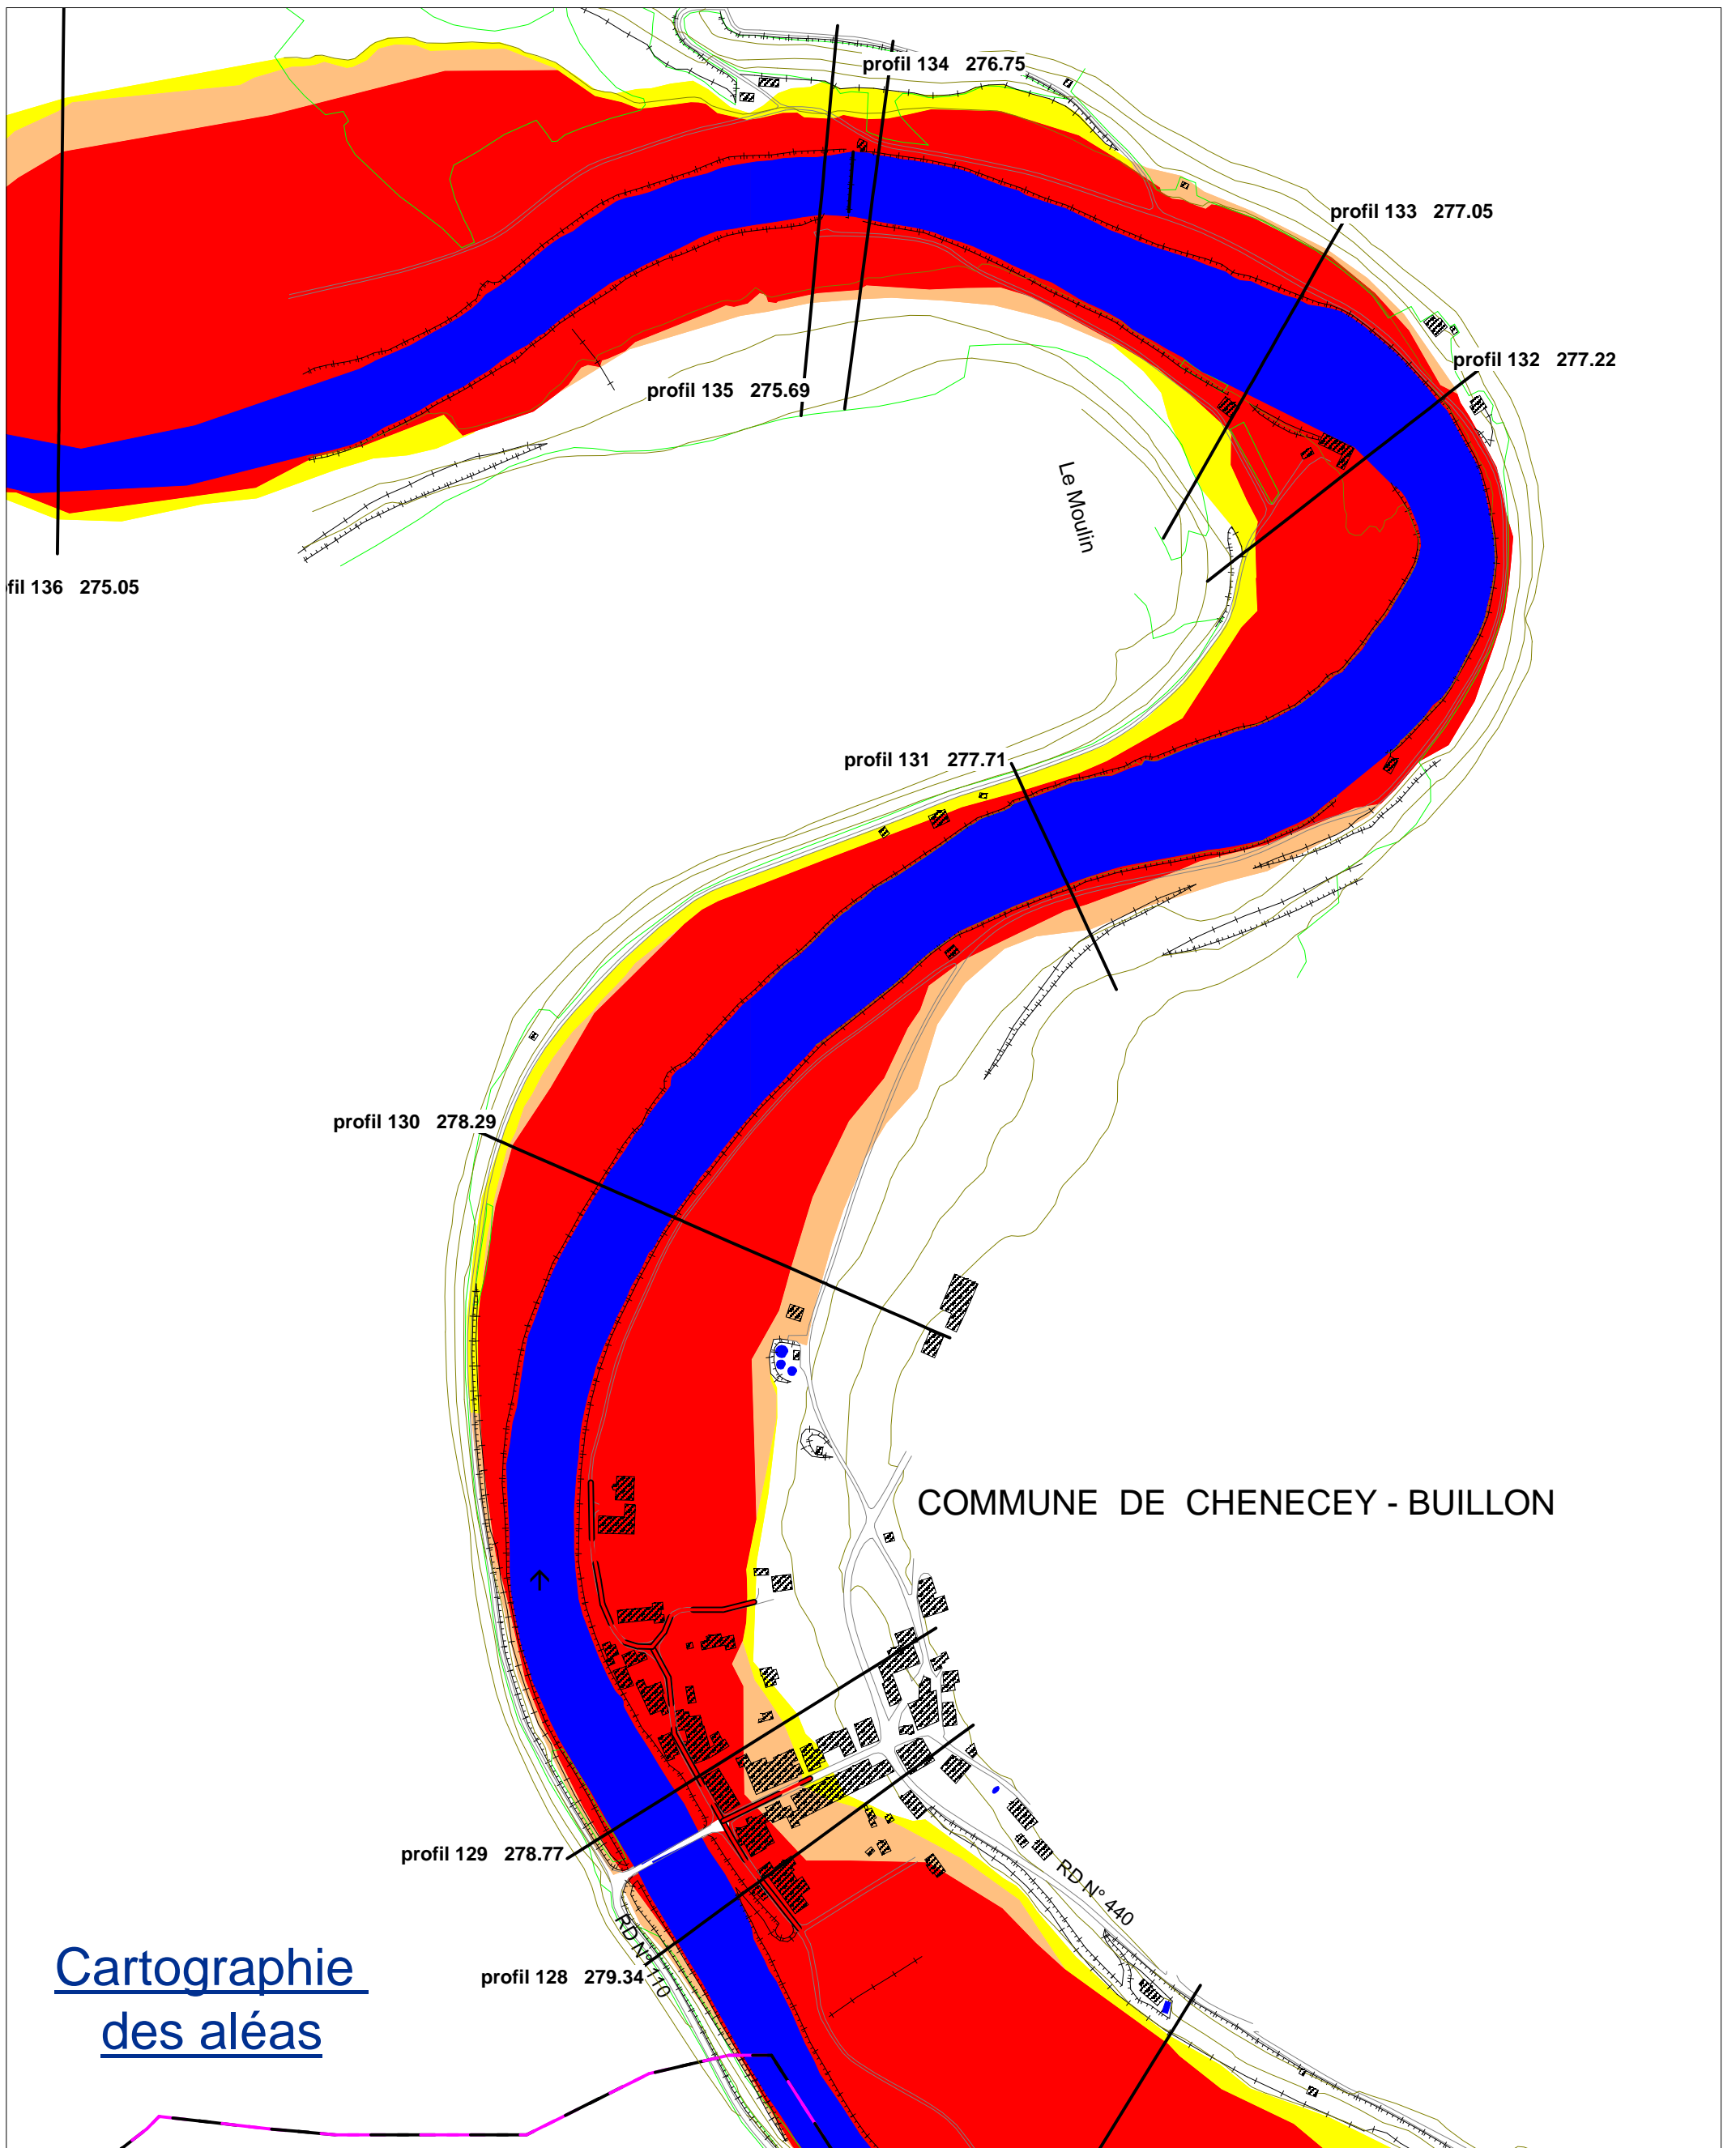 profil 134 276.75
profil 133 277.05
profil 132 277.22
profil 135 275.69
Le Moulin
fil 136 275.05
profil 131 277.71
profil 130 278.29
COMMUNE DE CHENECEY - BUILLON
profil 129 278.77
RD N° 440
RD N° 110
profil 128 279.34
Cartographie
des aléas